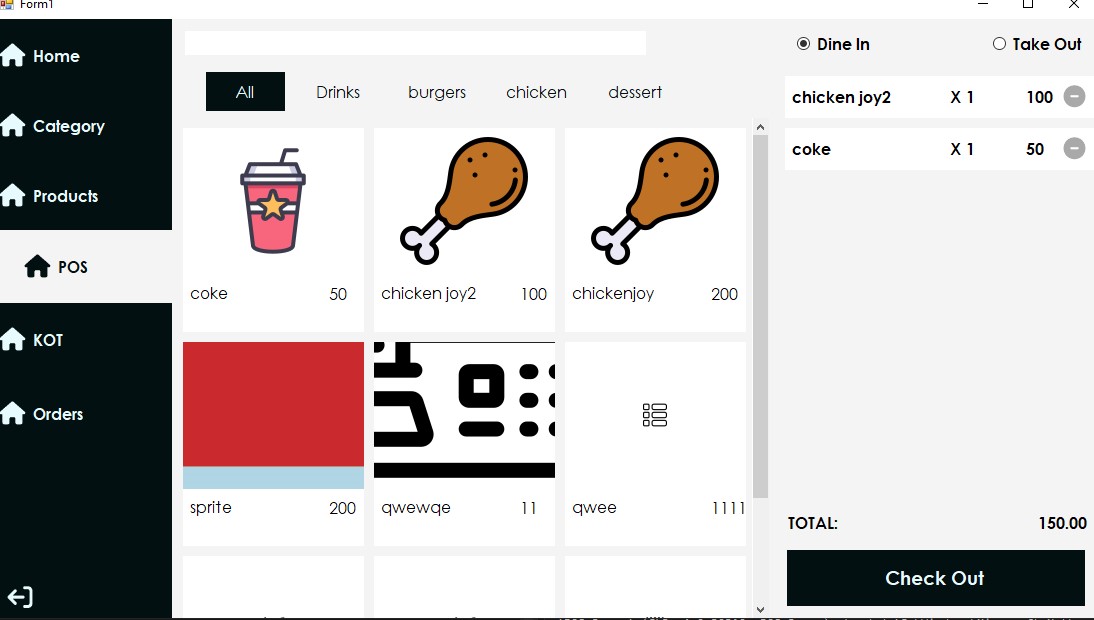 Form1
Home
Category
Products
POS
KOT
Orders
All Drinks burgers chicken dessert
coke 50
chicken joy2 100
chickenjoy 200
sprite 200
qwewqe 11
qwee 1111
Dine In Take Out
chicken joy2 X 1 100
coke X 1 50
TOTAL: 150.00
Check Out